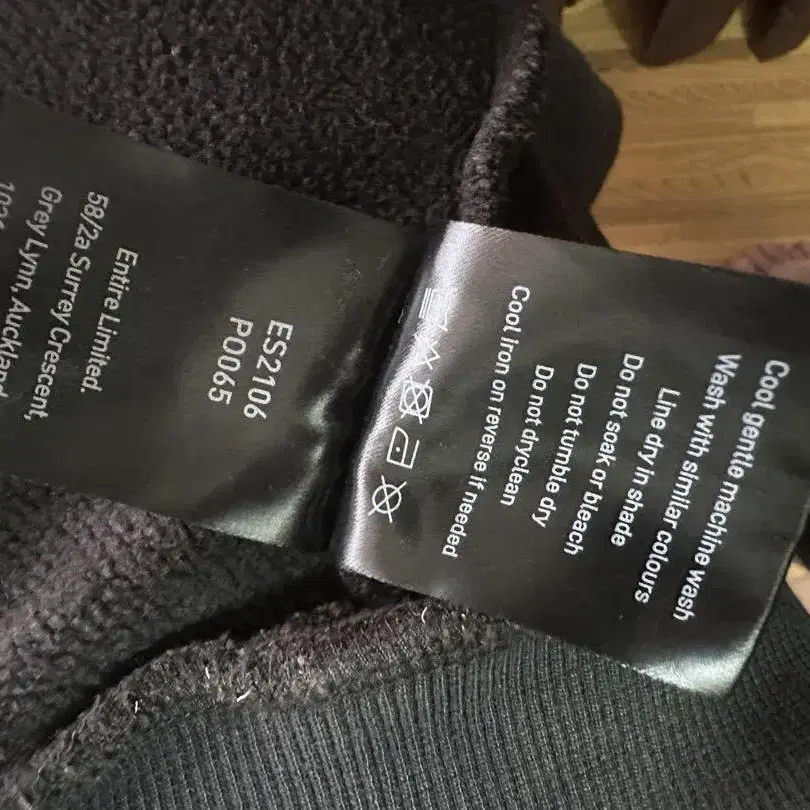 Cool gentle machine wash
Wash with similar colours
Line dry in shade
Do not soak or bleach
Do not tumble dry
Do not dryclean
Cool iron on reverse if needed
ES2106
PO065
Entire Limited.
58/2a Surrey Crescent,
Grey Lynn, Auckland